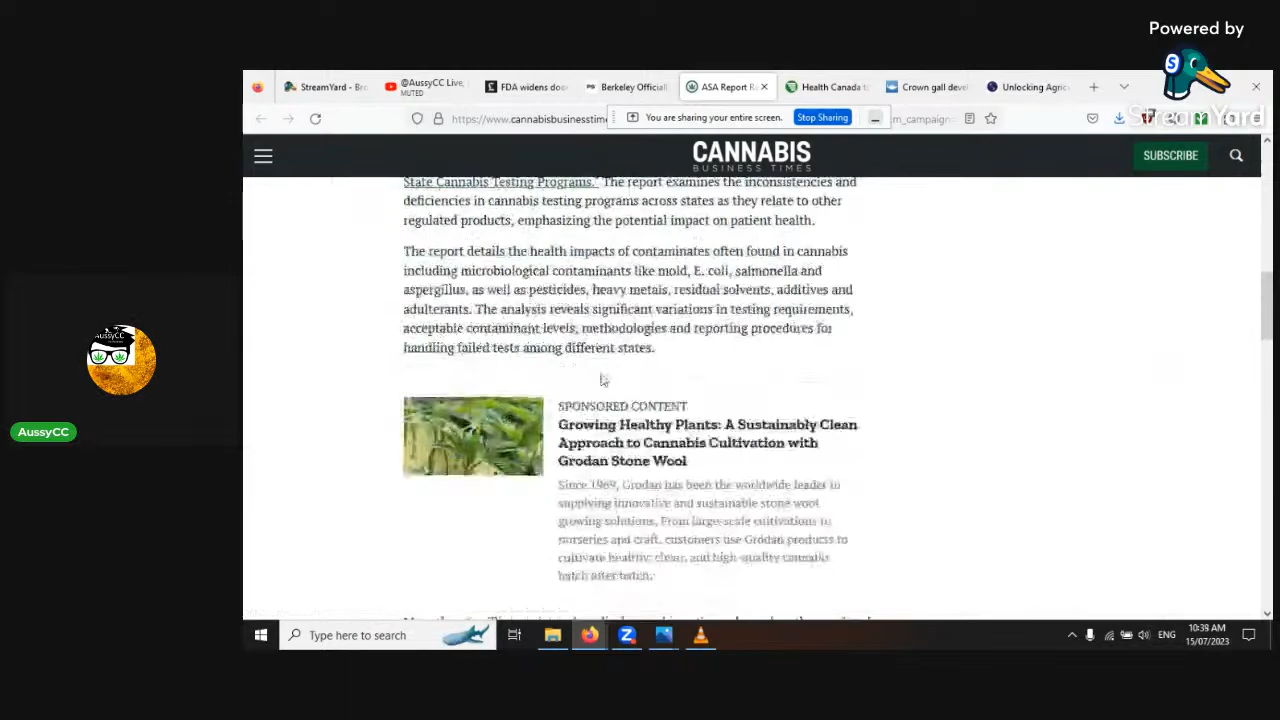 Powered by
StreamYard
StreamYard - Bro
@AussyCC Live,
MUTED
FDA widens dos
Berkeley Officiall
ASA Report R
Health Canada t
Crown gall deve
Unlocking Agric
https://www.cannabisbusinesstime
You are sharing your entire screen.
Stop Sharing
m_campaign
CANNABIS
BUSINESS TIMES
SUBSCRIBE
State Cannabis Testing Programs." The report examines the inconsistencies and
deficiencies in cannabis testing programs across states as they relate to other
regulated products, emphasizing the potential impact on patient health.
The report details the health impacts of contaminates often found in cannabis
including microbiological contaminants like mold, E. coli, salmonella and
aspergillus, as well as pesticides, heavy metals, residual solvents, additives and
adulterants. The analysis reveals significant variations in testing requirements,
acceptable contaminant levels, methodologies and reporting procedures for
handling failed tests among different states.
SPONSORED CONTENT
Growing Healthy Plants: A Sustainably Clean
Approach to Cannabis Cultivation with
Grodan Stone Wool
Since 1969, Grodan has been the worldwide leader in
supplying innovative and sustainable stone wool
growing solutions. From large-scale cultivations to
nurseries and craft, customers use Grodan products to
cultivate healthy, clean, and high-quality cannabis
batch after batch.
AussyCC
AussyCC
Type here to search
ENG
10:38 AM
15/07/2023